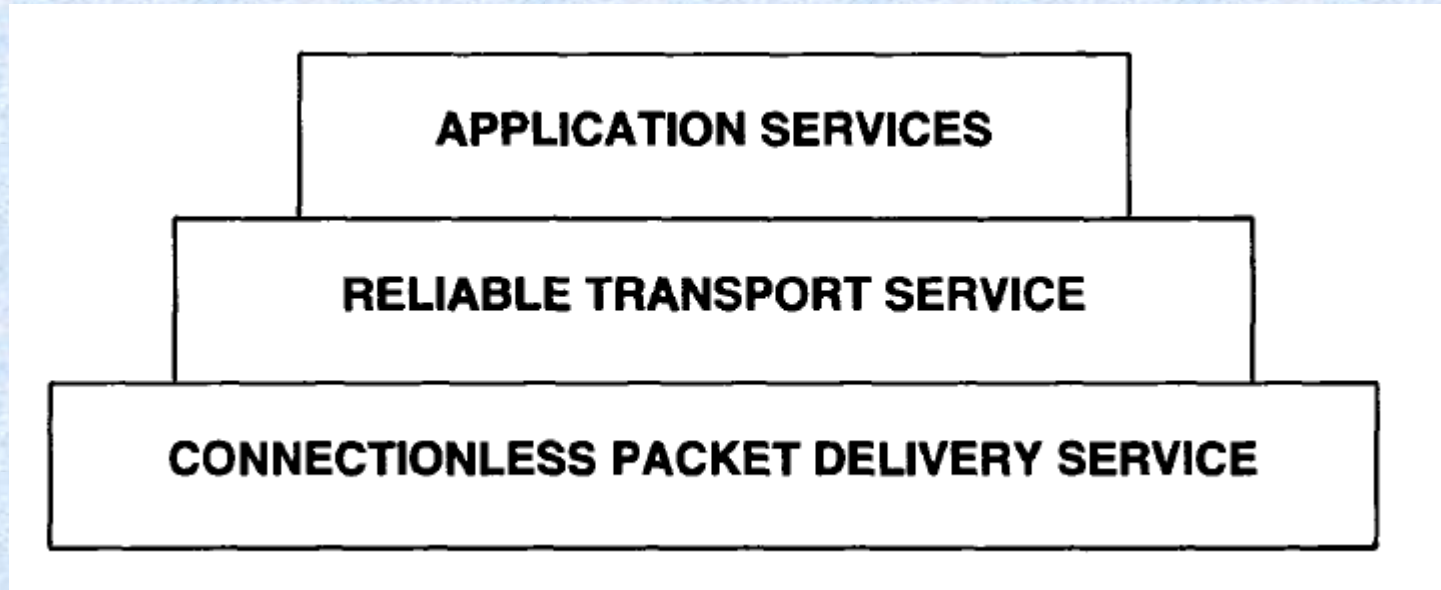 APPLICATION SERVICES
RELIABLE TRANSPORT SERVICE
CONNECTIONLESS PACKET DELIVERY SERVICE